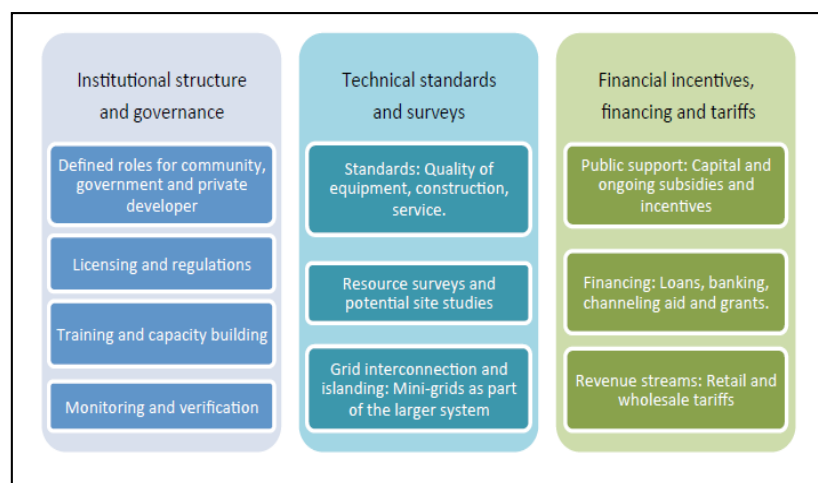 Institutional structure
and governance
Defined roles for community,
government and private
developer
Licensing and regulations
Training and capacity building
Monitoring and verification
Technical standards
and surveys
Standards: Quality of
equipment, construction,
service.
Resource surveys and
potential site studies
Grid interconnection and
islanding: Mini-grids as part
of the larger system
Financial incentives,
financing and tariffs
Public support: Capital and
ongoing subsidies and
incentives
Financing: Loans, banking,
channeling aid and grants.
Revenue streams: Retail and
wholesale tariffs